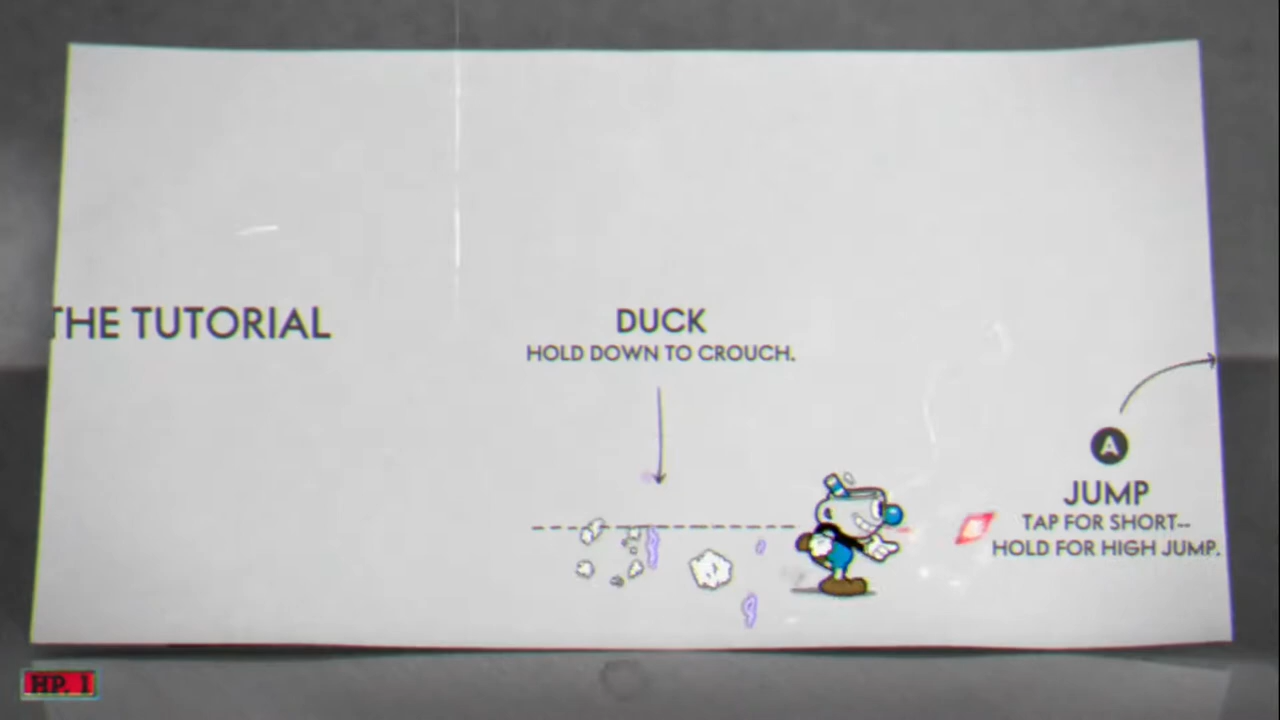 THE TUTORIAL
DUCK
HOLD DOWN TO CROUCH.
A
JUMP
TAP FOR SHORT--
HOLD FOR HIGH JUMP.
HP. 1